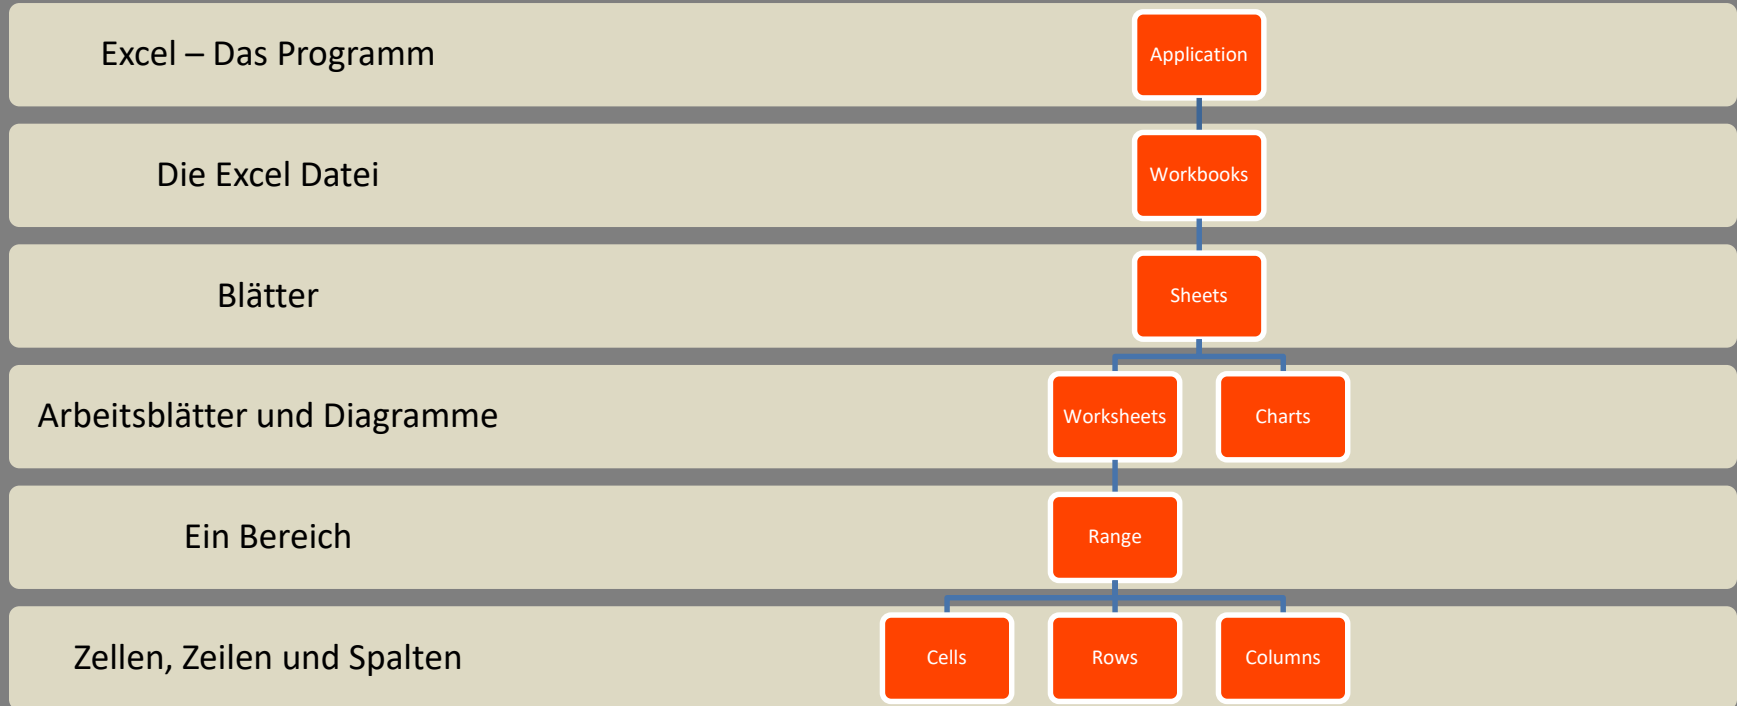 Excel – Das Programm
Application
Die Excel Datei
Workbooks
Blätter
Sheets
Arbeitsblätter und Diagramme
Worksheets
Charts
Ein Bereich
Range
Zellen, Zeilen und Spalten
Cells
Rows
Columns